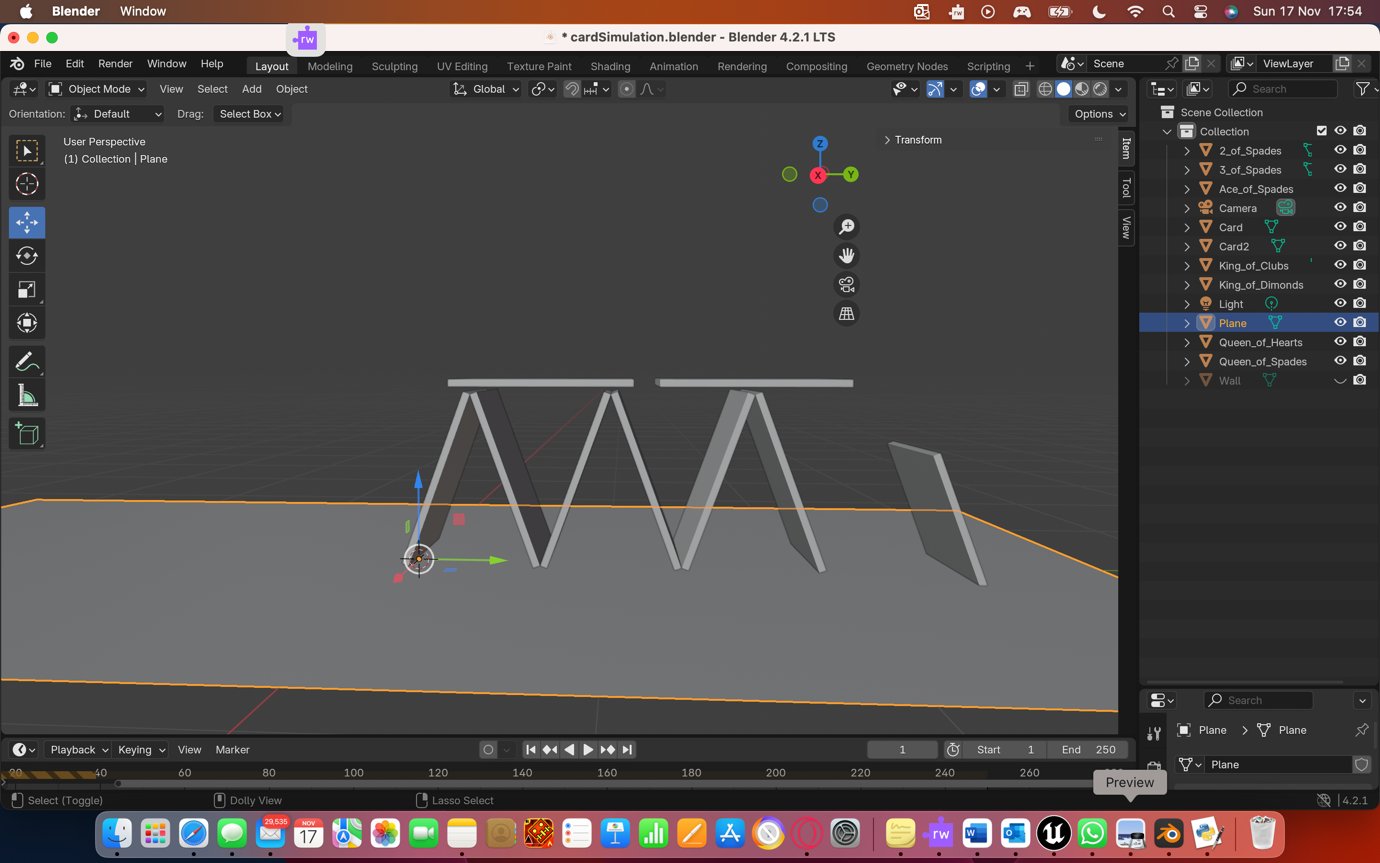 Blender Window Sun 17 Nov 17:54
rw
* cardSimulation.blender - Blender 4.2.1 LTS
File Edit Render Window Help Layout Modeling Sculpting UV Editing Texture Paint Shading Animation Rendering Compositing Geometry Nodes Scripting + Scene ViewLayer
Object Mode View Select Add Object Global Search
Orientation: Default Drag: Select Box Options
User Perspective
(1) Collection | Plane
Transform
Z
X
Y
Item
Tool
View
Scene Collection
Collection
2_of_Spades
3_of_Spades
Ace_of_Spades
Camera
Card
Card2
King_of_Clubs
King_of_Dimonds
Light
Plane
Queen_of_Hearts
Queen_of_Spades
Wall
Search
Plane > Plane
Plane
Playback Keying View Marker 1 Start 1 End 250
20 40 60 80 100 120 140 160 180 200 220 240 260
Preview
Select (Toggle) Dolly View Lasso Select 4.2.1
29,535
NOV
17
rw